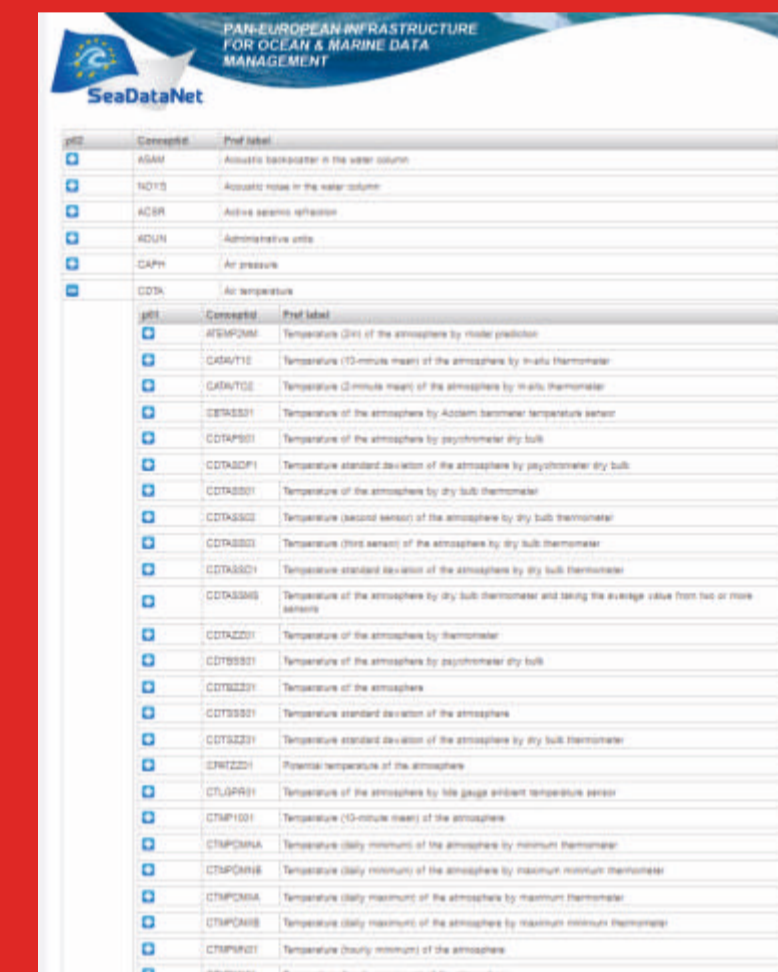 PAN-EUROPEAN INFRASTRUCTURE
FOR OCEAN & MARINE DATA
MANAGEMENT
SeaDataNet
p02 ConceptId Pref label
ASAM Acoustic backscatter in the water column
NOYS Acoustic noise in the water column
ACSR Active seismic refraction
ADUN Administrative units
CAPH Air pressure
CDTA Air temperature
p01 ConceptId Pref label
Temperature (2m) of the atmosphere by model prediction
CATAVT10 Temperature (10-minute mean) of the atmosphere by in-situ thermometer
CATAVT02 Temperature (2-minute mean) of the atmosphere by in-situ thermometer
CBTASS01 Temperature of the atmosphere by barometer temperature sensor
CDTAPS01 Temperature of the atmosphere by psychrometer dry bulb
CDTASDP1 Temperature standard deviation of the atmosphere by psychrometer dry bulb
CDTASS01 Temperature of the atmosphere by dry bulb thermometer
CDTASS02 Temperature (second sensor) of the atmosphere by dry bulb thermometer
CDTASS03 Temperature (third sensor) of the atmosphere by dry bulb thermometer
CDTASSD1 Temperature standard deviation of the atmosphere by dry bulb thermometer
Temperature of the atmosphere by dry bulb thermometer and taking the average value from two or more
sensors
CDTAZZ01 Temperature of the atmosphere by thermometer
CDTBSS01 Temperature of the atmosphere by psychrometer dry bulb
CDTBZZ01 Temperature of the atmosphere
CDTSSS01 Temperature standard deviation of the atmosphere
CDTSZZ01 Temperature standard deviation of the atmosphere by dry bulb thermometer
Potential temperature of the atmosphere
CTLGPR01 Temperature of the atmosphere by tide gauge ambient temperature sensor
CTMP1001 Temperature (10-minute mean) of the atmosphere
Temperature (daily minimum) of the atmosphere by minimum thermometer
Temperature (daily minimum) of the atmosphere by maximum minimum thermometer
Temperature (daily maximum) of the atmosphere by maximum thermometer
Temperature (daily maximum) of the atmosphere by maximum minimum thermometer
Temperature (hourly minimum) of the atmosphere